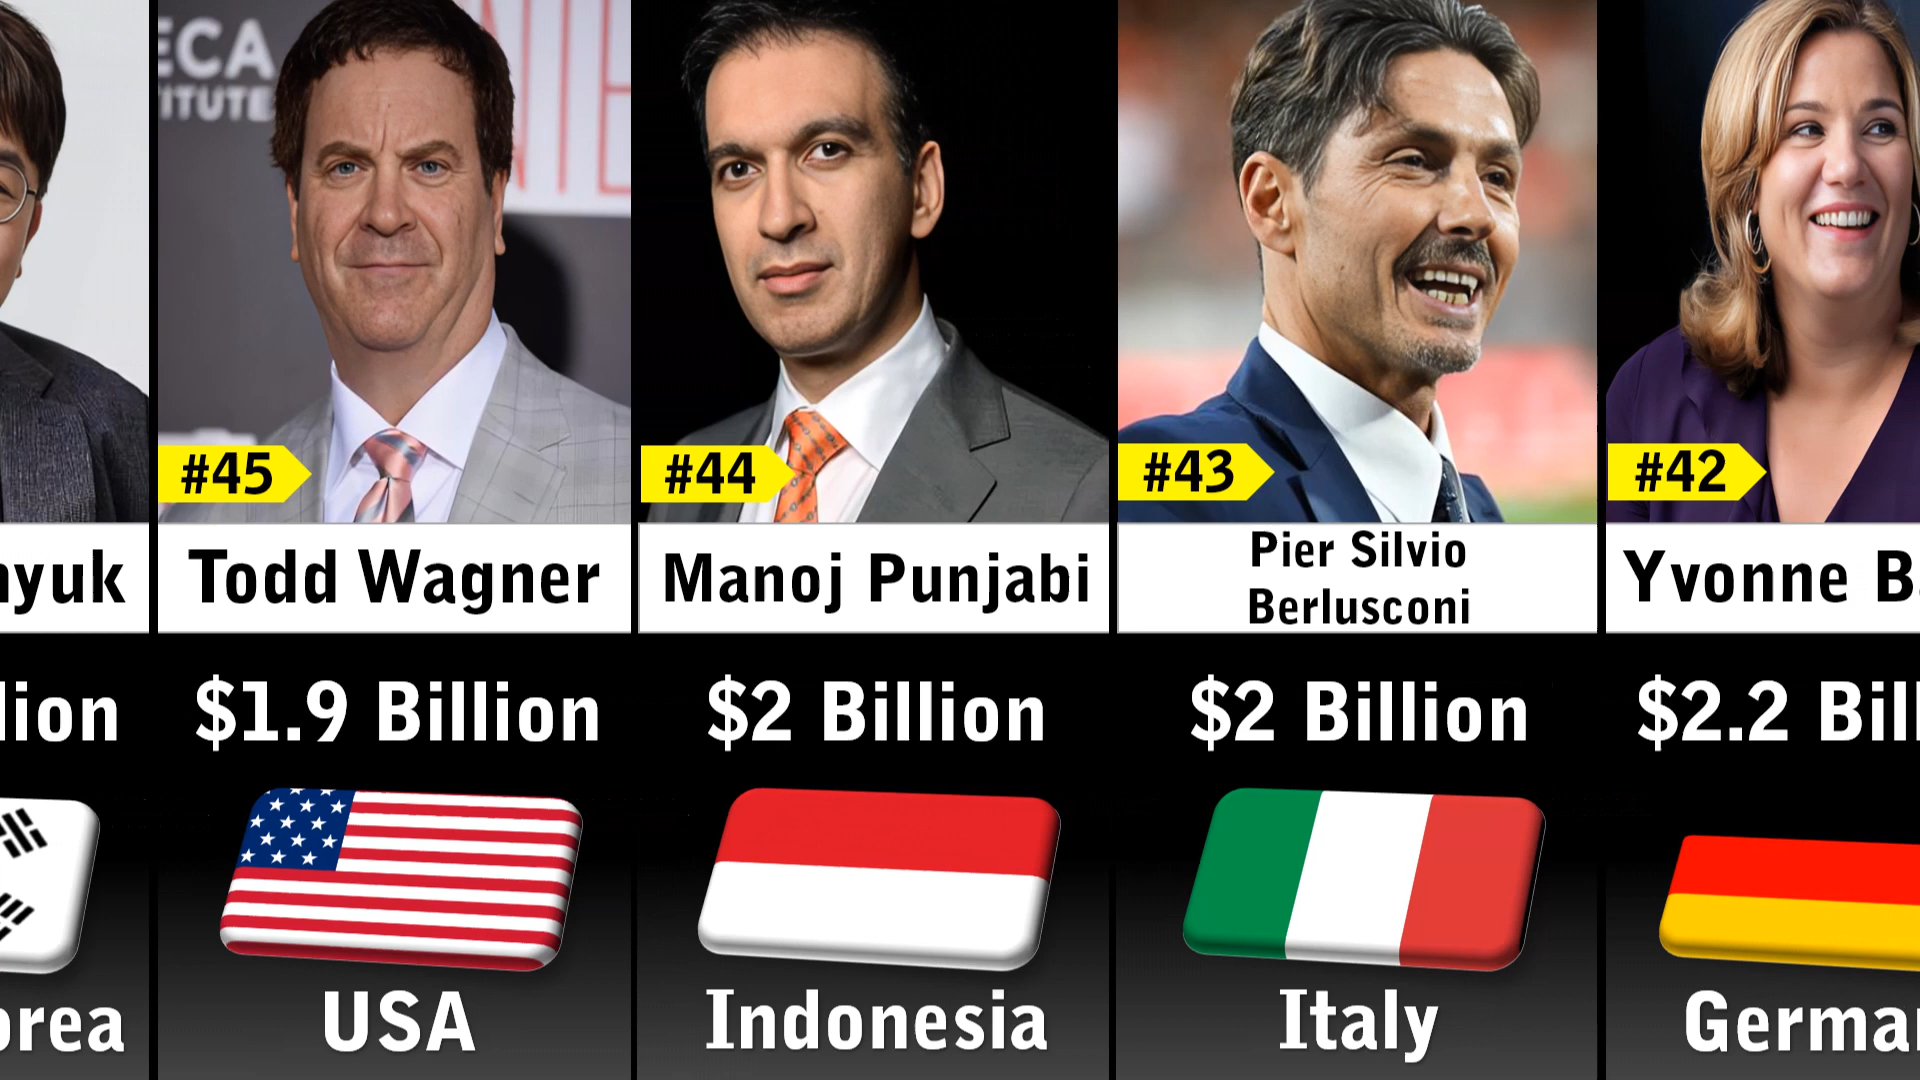 ECA
ITUTE
#45
#44
#43
#42
nyuk
Todd Wagner
Manoj Punjabi
Pier Silvio
Berlusconi
Yvonne B
lion
$1.9 Billion
$2 Billion
$2 Billion
$2.2 Bill
orea
USA
Indonesia
Italy
Germa